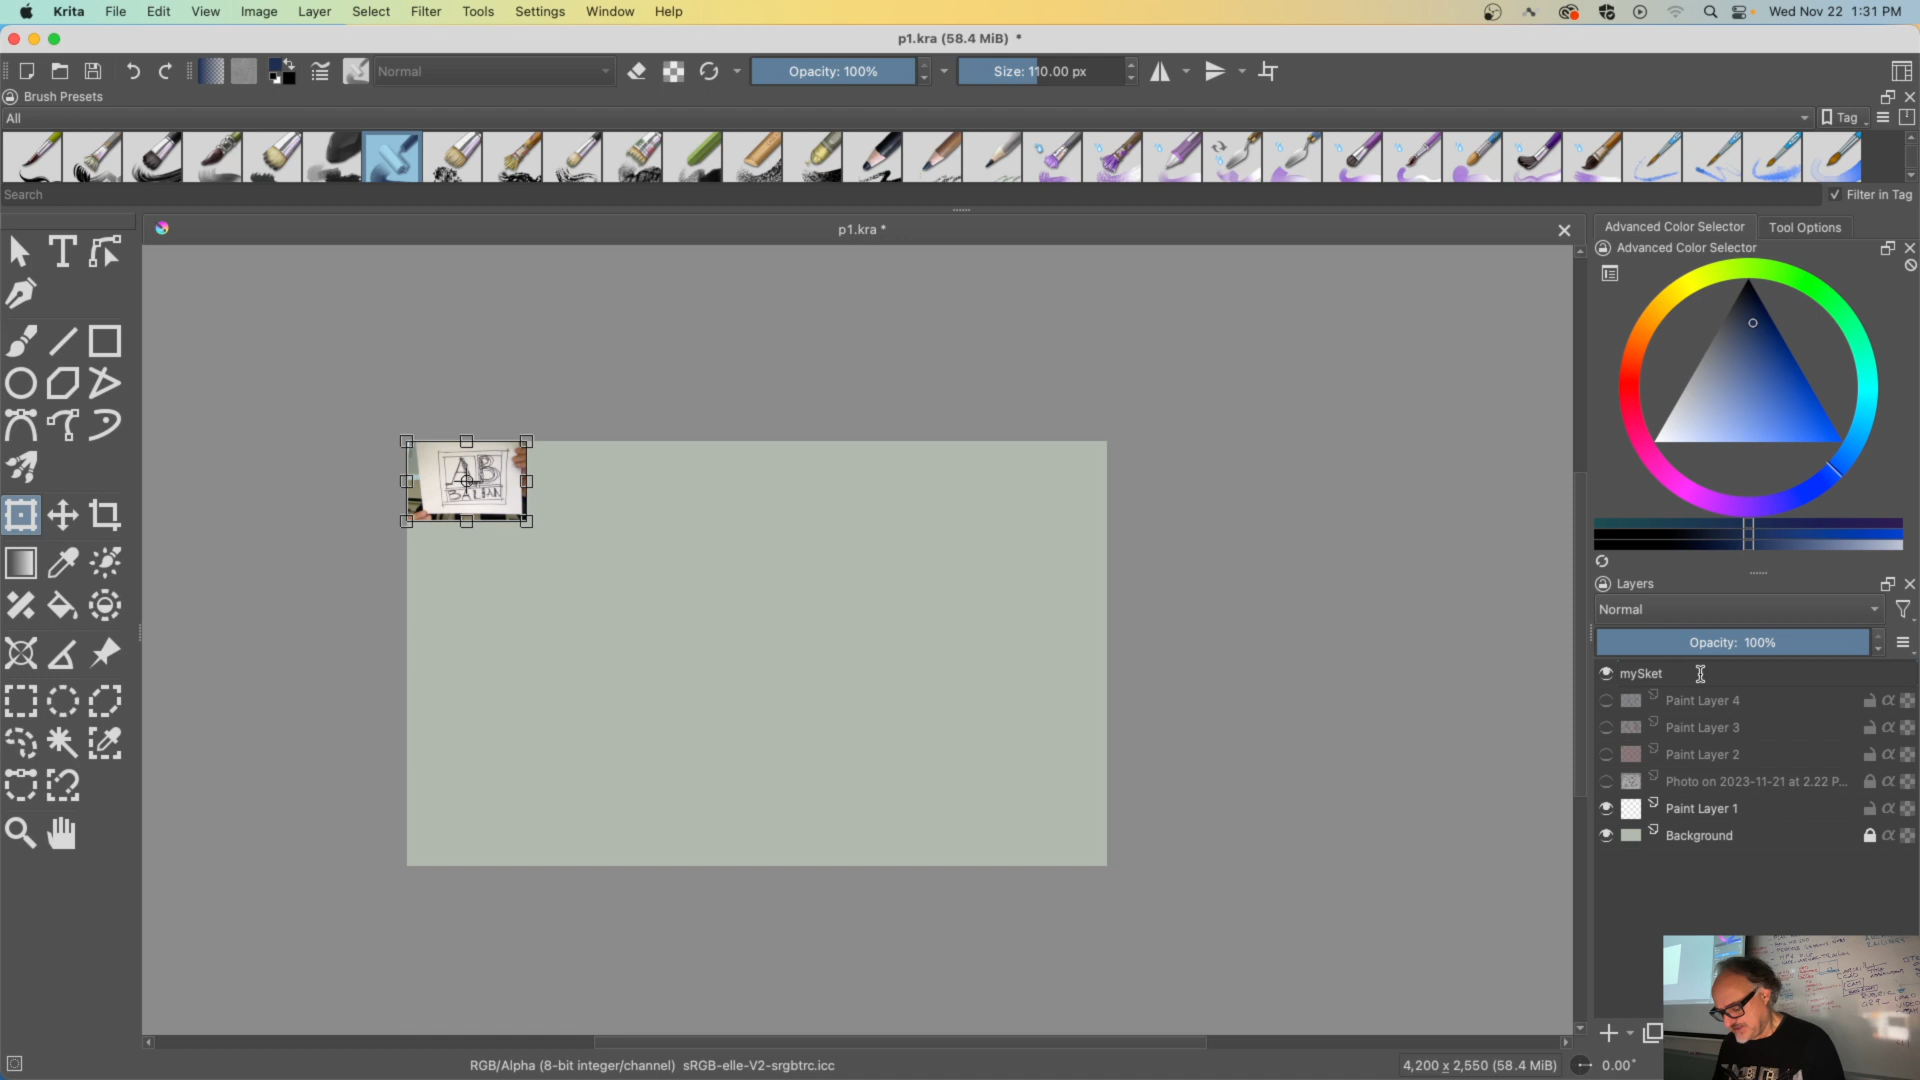 Krita File Edit View Image Layer Select Filter Tools Settings Window Help Wed Nov 22 1:31 PM
p1.kra (58.4 MiB) *
Normal Opacity: 100% Size: 110.00 px
Brush Presets
All Tag
Search Filter in Tag
p1.kra *
Advanced Color Selector Tool Options
Advanced Color Selector
AB
BALIAN
Layers
Normal
Opacity: 100%
mySket
Paint Layer 4
Paint Layer 3
Paint Layer 2
Photo on 2023-11-21 at 2.22 P...
Paint Layer 1
Background
RGB/Alpha (8-bit integer/channel) sRGB-elle-V2-srgbtrc.icc 4,200 x 2,550 (58.4 MiB) 0.00°